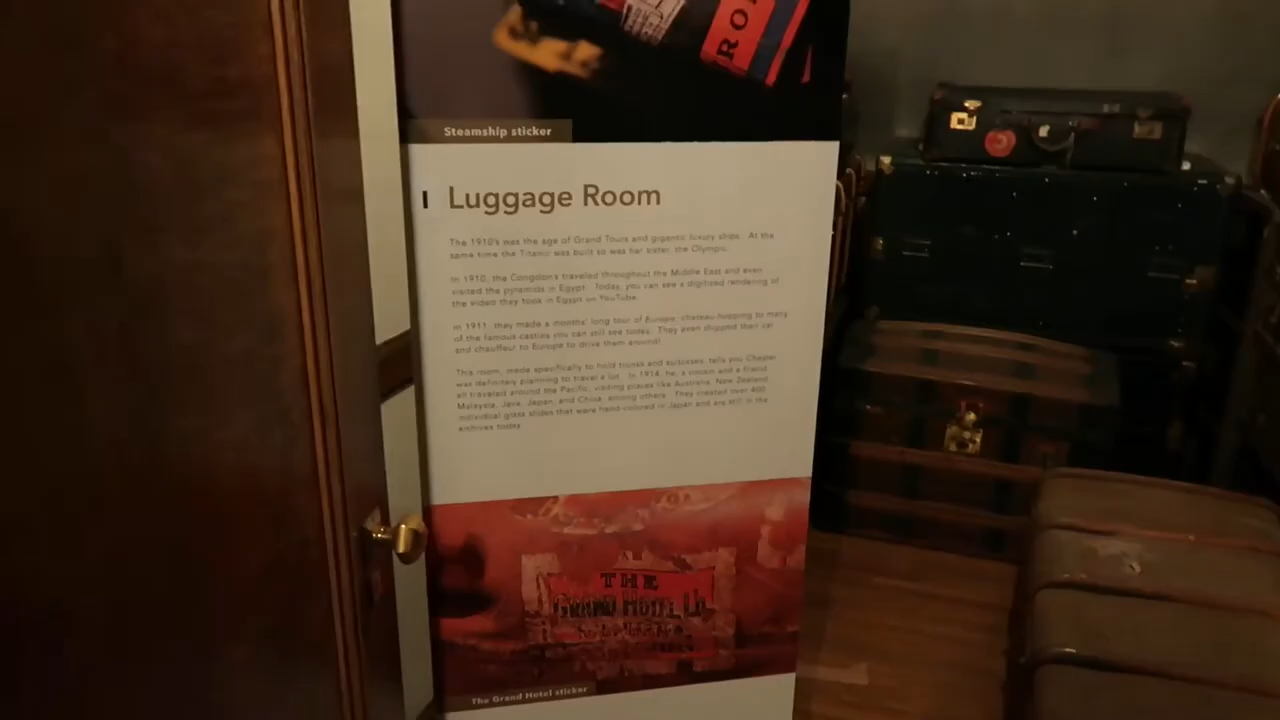 ROY
Steamship sticker
Luggage Room
The 1910's was the age of Grand Tours and gigantic luxury ships. At the
same time the Titanic was built so was her sister, the Olympic.
In 1910, the Congdon's traveled throughout the Middle East and even
visited the pyramids in Egypt. Today, you can see a digitized rendering of
the video they took in Egypt on YouTube.
In 1911, they made a months' long tour of Europe, chateau-hopping to many
of the famous castles you can still see today. They even shipped their car
and chauffeur to Europe to drive them around!
This room, made specifically to hold trunks and suitcases, tells you Chester
was definitely planning to travel a lot. In 1914, he, a cousin and a friend
all traveled around the Pacific, visiting places like Australia, New Zealand,
Malaysia, Java, Japan, and China, among others. They created over 400
individual glass slides that were hand-colored in Japan and are still in the
archives today.
THE
GRAND HOTEL, Ld.
The Grand Hotel sticker